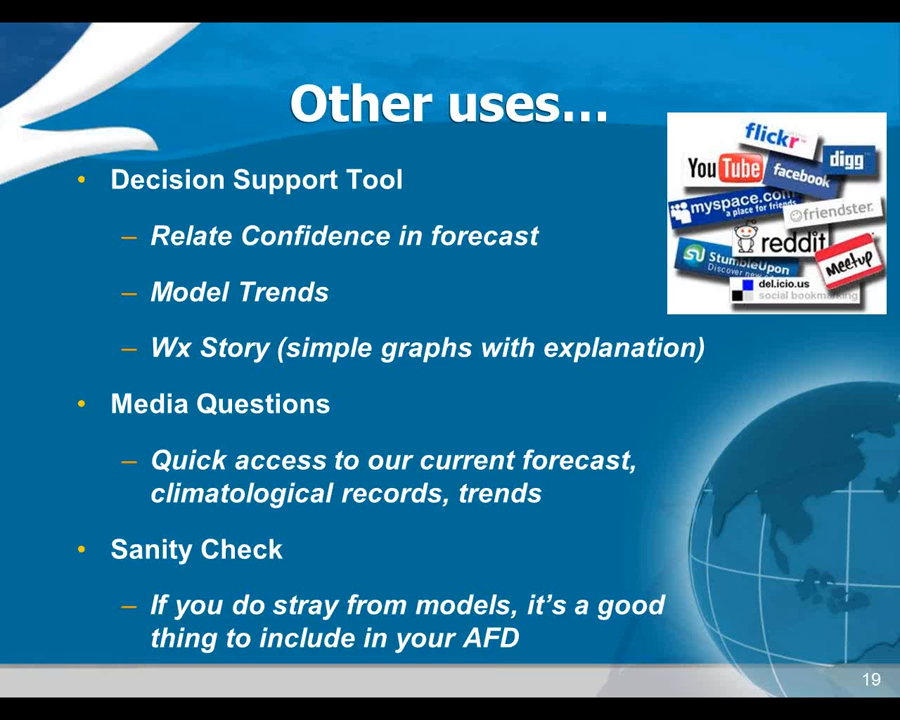 Other uses…
• Decision Support Tool
– Relate Confidence in forecast
– Model Trends
– Wx Story (simple graphs with explanation)
• Media Questions
– Quick access to our current forecast,
climatological records, trends
• Sanity Check
– If you do stray from models, it’s a good
thing to include in your AFD
flickr
YouTube
digg
facebook
myspace.com
a place for friends
friendster.
reddit
StumbleUpon
Discover new
Meetup
del.icio.us
social bookmarking
19